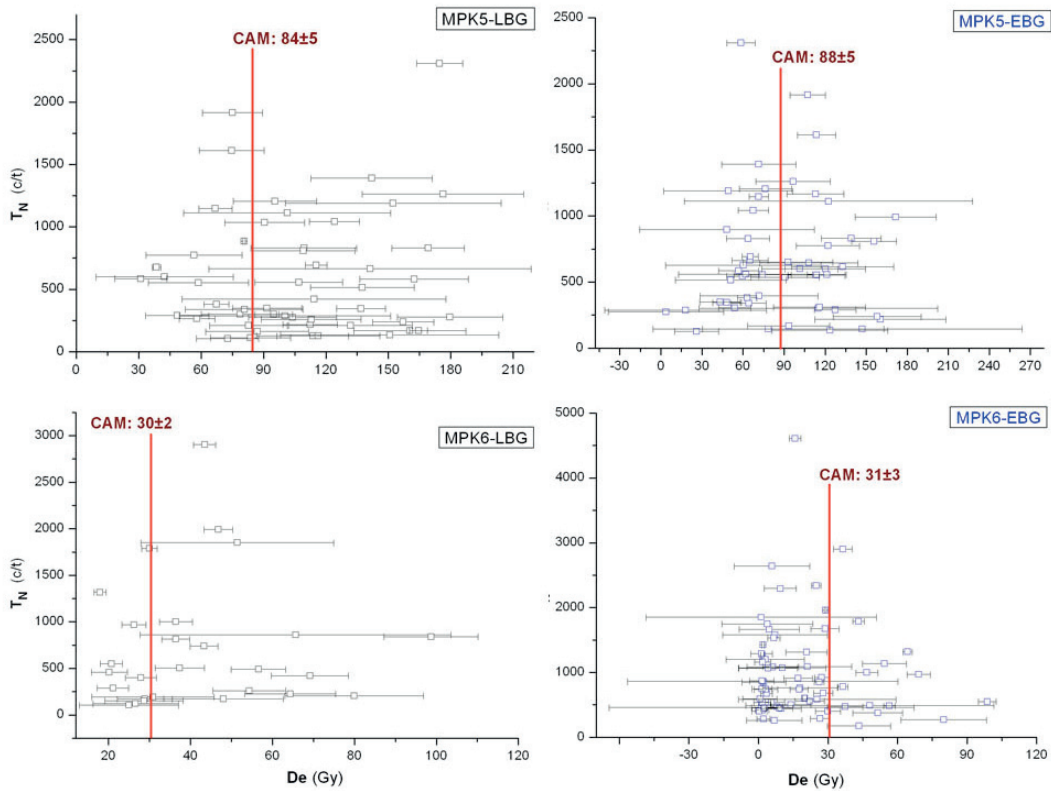 MPK5-LBG
CAM: 84±5
2500
2000
1500
1000
500
0
T_N (c/t)
0 30 60 90 120 150 180 210
MPK5-EBG
CAM: 88±5
2500
2000
1500
1000
500
0
-30 0 30 60 90 120 150 180 210 240 270
MPK6-LBG
CAM: 30±2
3000
2500
2000
1500
1000
500
0
T_N (c/t)
20 40 60 80 100 120
De (Gy)
MPK6-EBG
CAM: 31±3
5000
4000
3000
2000
1000
0
-30 0 30 60 90 120
De (Gy)